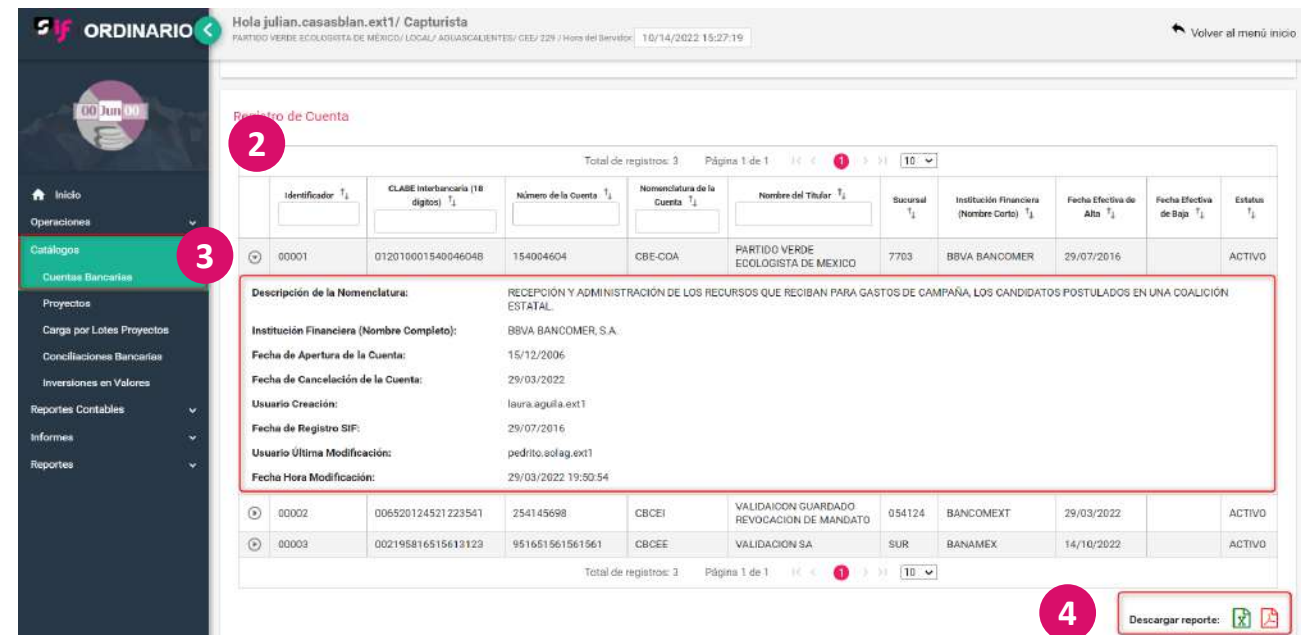 sif ORDINARIO
Hola julian.casasblan.ext1/ Capturista
PARTIDO VERDE ECOLOGISTA DE MÉXICO/ LOCAL/ AGUASCALIENTES/ CEE/ 229 / Hora del Servidor: 10/14/2022 15:27:19
Volver al menú inicio
00 Jun 00
Inicio
Operaciones
Catálogos
Cuentas Bancarias
Proyectos
Carga por Lotes Proyectos
Conciliaciones Bancarias
Inversiones en Valores
Reportes Contables
Informes
Reportes
3
Registro de Cuenta
2
Total de registros: 3 Página 1 de 1 1 10
Identificador CLABE Interbancaria (18 dígitos) Número de la Cuenta Nomenclatura de la Cuenta Nombre del Titular Sucursal Institución Financiera (Nombre Corto) Fecha Efectiva de Alta Fecha Efectiva de Baja Estatus
00001 012010001540046048 154004604 CBE-COA PARTIDO VERDE ECOLOGISTA DE MEXICO 7703 BBVA BANCOMER 29/07/2016 ACTIVO
Descripción de la Nomenclatura: RECEPCIÓN Y ADMINISTRACIÓN DE LOS RECURSOS QUE RECIBAN PARA GASTOS DE CAMPAÑA, LOS CANDIDATOS POSTULADOS EN UNA COALICIÓN
ESTATAL.
Institución Financiera (Nombre Completo): BBVA BANCOMER, S.A.
Fecha de Apertura de la Cuenta: 15/12/2006
Fecha de Cancelación de la Cuenta: 29/03/2022
Usuario Creación: laura.aguila.ext1
Fecha de Registro SIF: 29/07/2016
Usuario Última Modificación: pedrito.solag.ext1
Fecha Hora Modificación: 29/03/2022 19:50:54
00002 006520124521223541 254145698 CBCEI VALIDAICON GUARDADO REVOCACION DE MANDATO 054124 BANCOMEXT 29/03/2022 ACTIVO
00003 002195816515613123 951651561561561 CBCEE VALIDACION SA SUR BANAMEX 14/10/2022 ACTIVO
Total de registros: 3 Página 1 de 1 1 10
4
Descargar reporte: